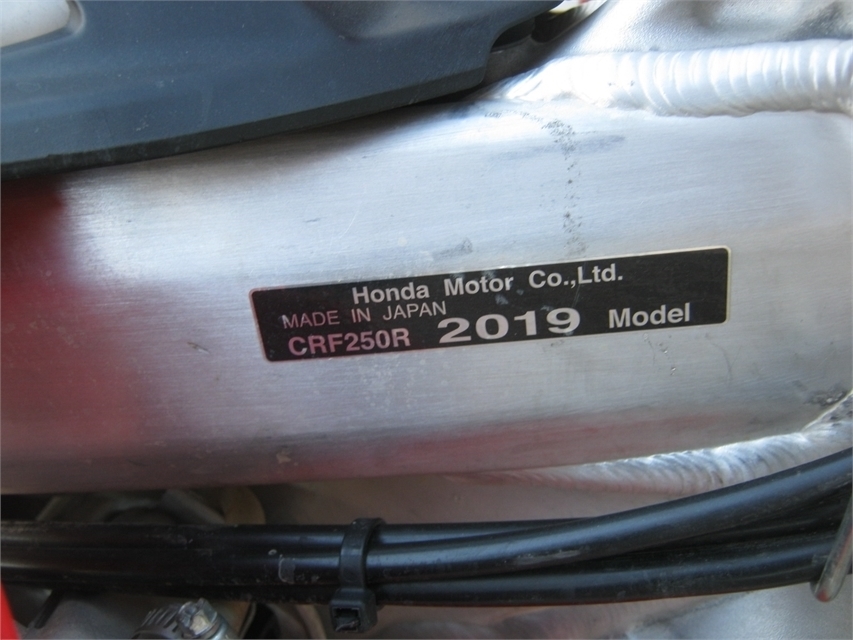 Honda Motor Co.,Ltd.
MADE IN JAPAN
CRF250R 2019 Model